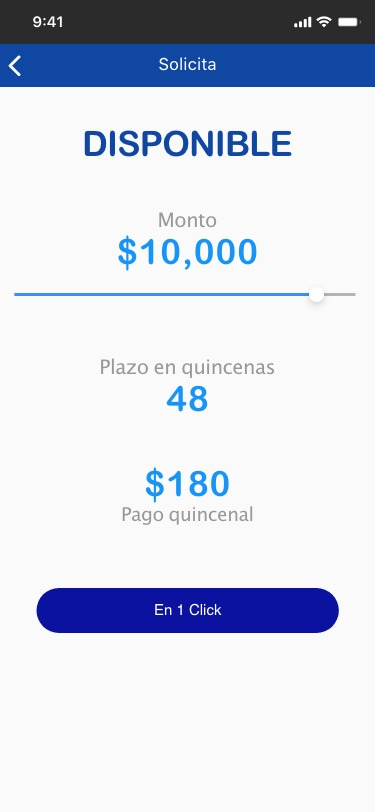 9:41
Solicita
DISPONIBLE
Monto
$10,000
Plazo en quincenas
48
$180
Pago quincenal
En 1 Click